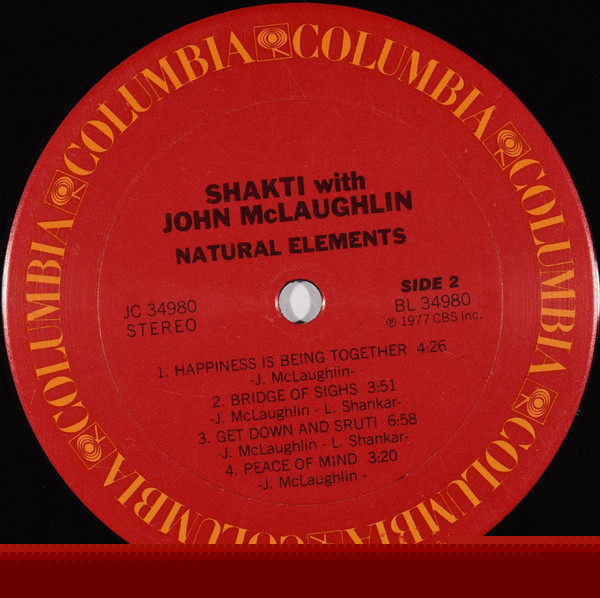 COLUMBIA COLUMBIA COLUMBIA COLUMBIA COLUMBIA COLUMBIA COLUMBIA
SHAKTI with
JOHN McLAUGHLIN
NATURAL ELEMENTS
JC 34980
STEREO
SIDE 2
BL 34980
℗ 1977 CBS Inc.
1. HAPPINESS IS BEING TOGETHER 4:26
-J. McLaughlin-
2. BRIDGE OF SIGHS 3:51
-J. McLaughlin - L. Shankar-
3. GET DOWN AND SRUTI 6:58
-J. McLaughlin - L. Shankar-
4. PEACE OF MIND 3:20
-J. McLaughlin -